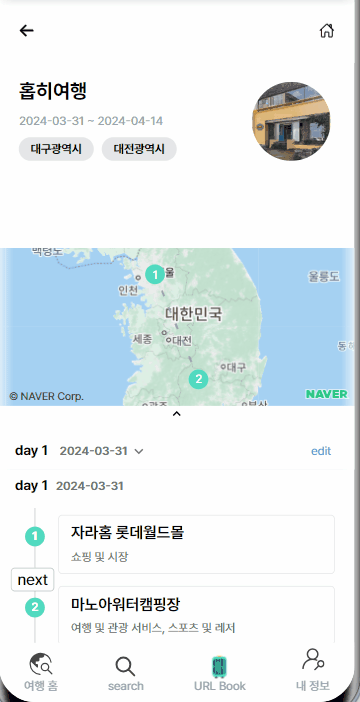 홉히여행
2024-03-31 ~ 2024-04-14
대구광역시 대전광역시
백령도
울릉도
1 울
인천
대한민국
세종
대전
대구
2
© NAVER Corp.
NAVER
day 1 2024-03-31 edit
day 1 2024-03-31
1 자라홈 롯데월드몰
쇼핑 및 시장
next
2 마노아워터캠핑장
여행 및 관광 서비스, 스포츠 및 레저
여행 홈 search URL Book 내 정보